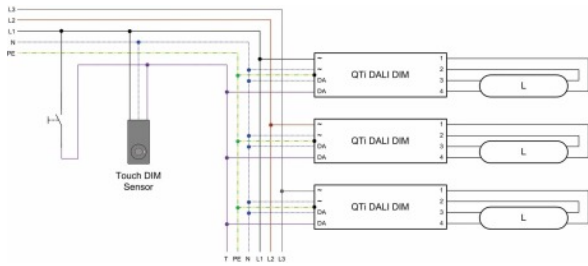 L3
L2
L1
N
PE
~ QTi DALI DIM 1
~ 2
DA 3 L
DA 4
~ QTi DALI DIM 1
~ 2
DA 3 L
DA 4
~ QTi DALI DIM 1
~ 2
DA 3 L
DA 4
Touch DIM
Sensor
T PE N L1 L2 L3